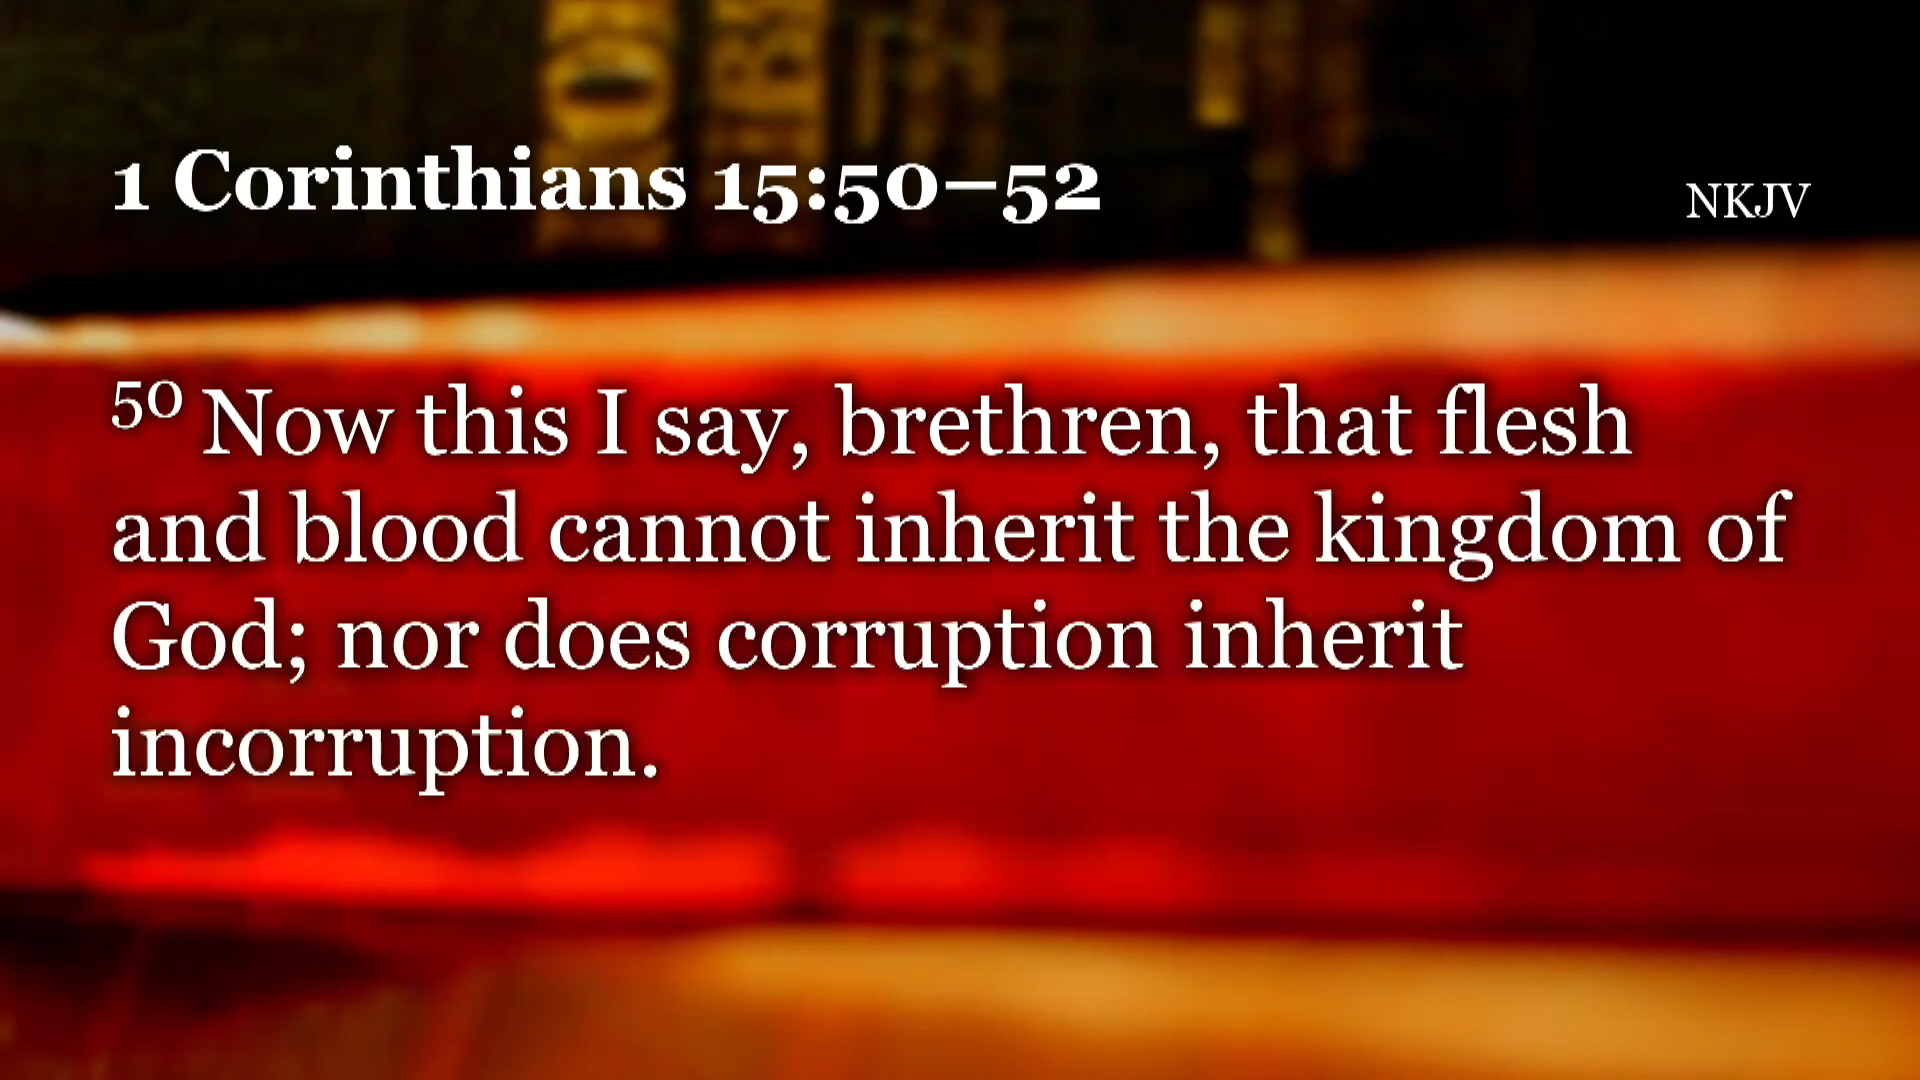 1 Corinthians 15:50–52
NKJV
50 Now this I say, brethren, that flesh
and blood cannot inherit the kingdom of
God; nor does corruption inherit
incorruption.